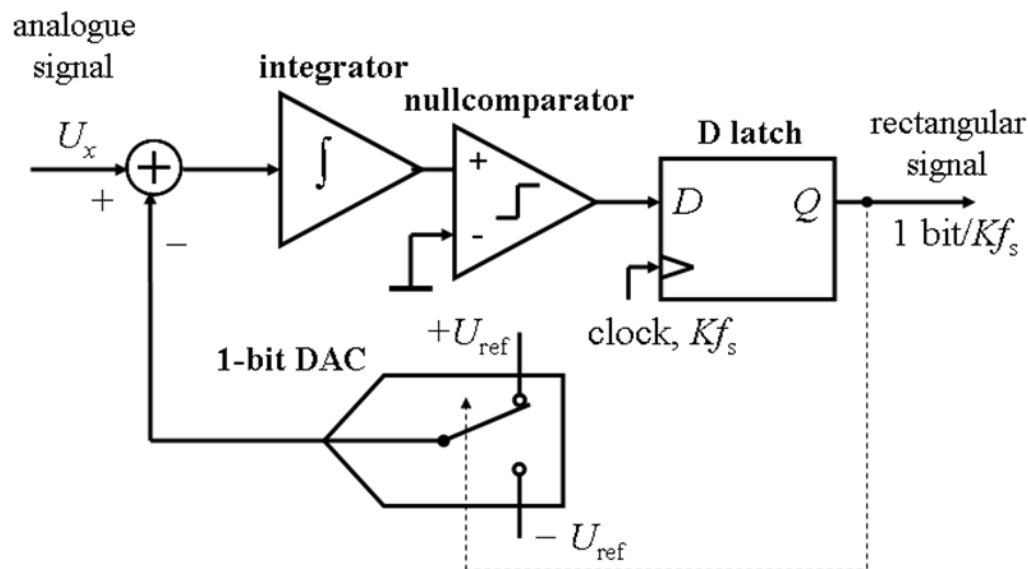 analogue
signal
integrator
nullcomparator
D latch
rectangular
signal
U_x
+
−
∫
+
-
D
Q
1 bit/Kf_s
clock, Kf_s
+U_ref
1-bit DAC
− U_ref